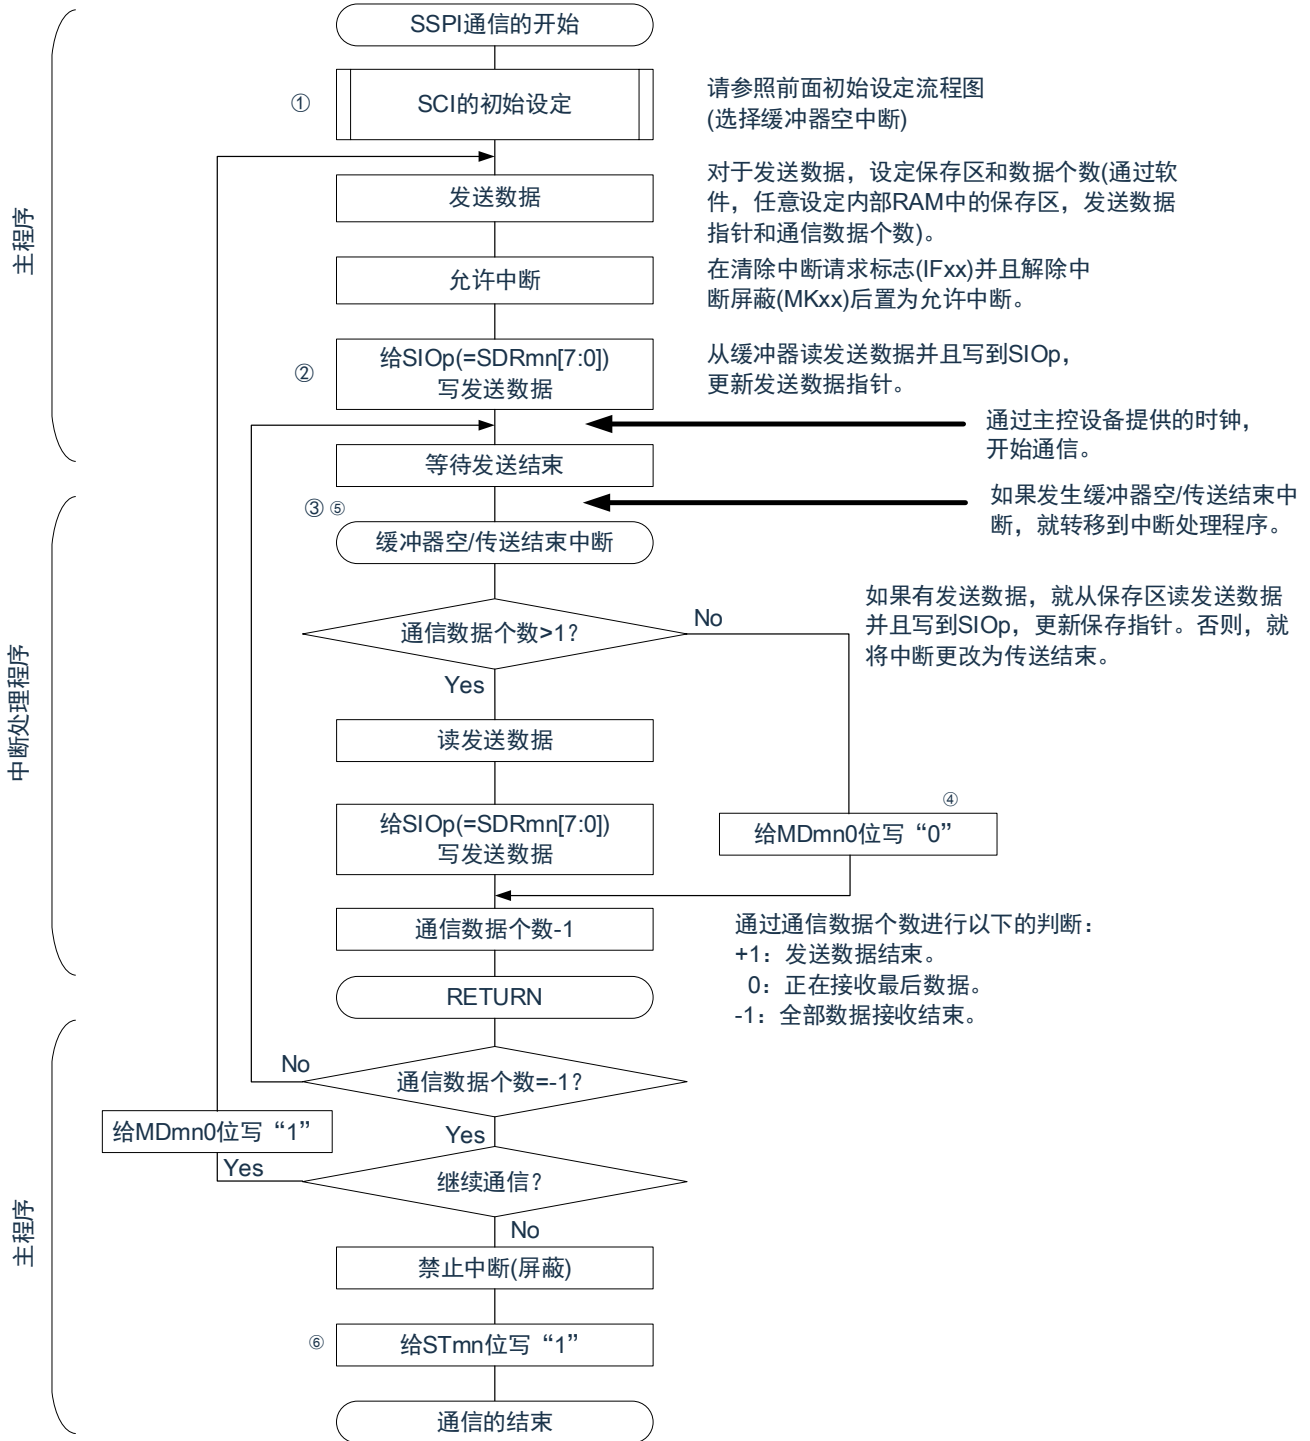 SSPI通信的开始
①
SCI的初始设定
请参照前面初始设定流程图
(选择缓冲器空中断)
主程序
发送数据
对于发送数据，设定保存区和数据个数(通过软
件，任意设定内部RAM中的保存区，发送数据
指针和通信数据个数)。
允许中断
在清除中断请求标志(IFxx)并且解除中
断屏蔽(MKxx)后置为允许中断。
②
给SIOp(=SDRmn[7:0])
写发送数据
从缓冲器读发送数据并且写到SIOp，
更新发送数据指针。
通过主控设备提供的时钟，
开始通信。
等待发送结束
③ ⑤
如果发生缓冲器空/传送结束中
断，就转移到中断处理程序。
缓冲器空/传送结束中断
中断处理程序
通信数据个数>1?
No
如果有发送数据，就从保存区读发送数据
并且写到SIOp，更新保存指针。否则，就
将中断更改为传送结束。
Yes
读发送数据
④
给SIOp(=SDRmn[7:0])
写发送数据
给MDmn0位写“0”
通信数据个数-1
通过通信数据个数进行以下的判断：
+1：发送数据结束。
0：正在接收最后数据。
-1：全部数据接收结束。
RETURN
No
通信数据个数=-1?
给MDmn0位写“1”
Yes
Yes
继续通信?
主程序
No
禁止中断(屏蔽)
⑥
给STmn位写“1”
通信的结束